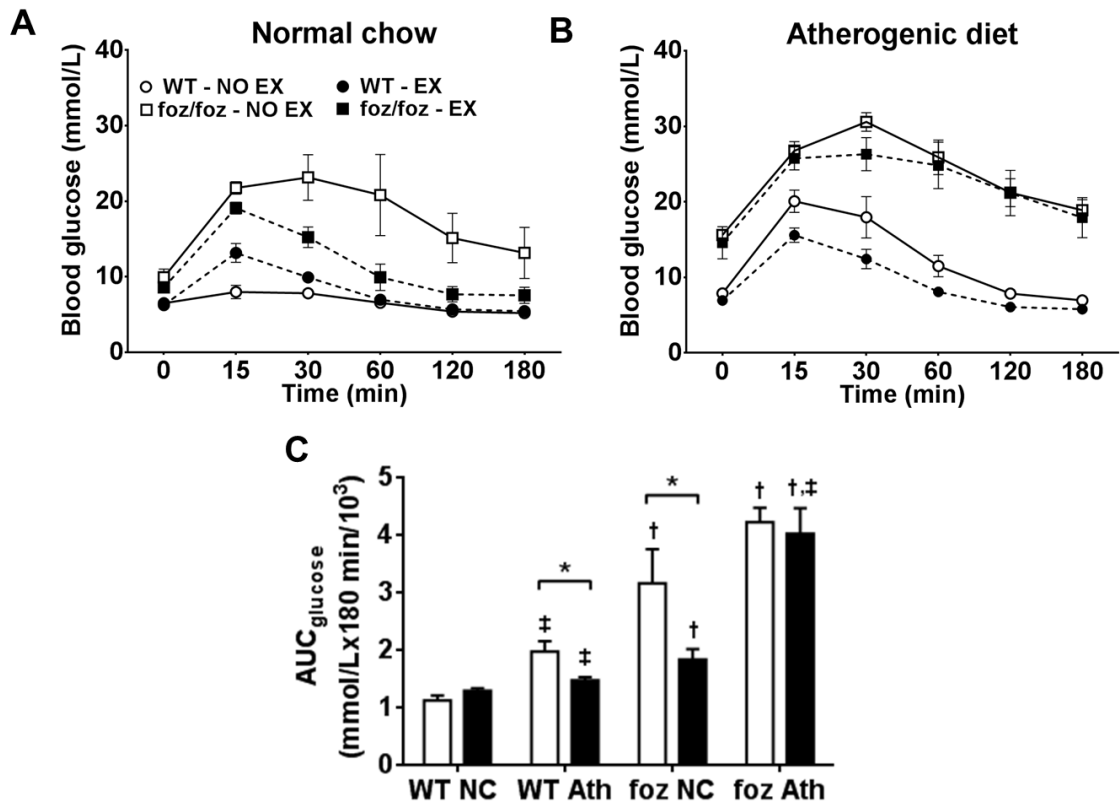 A
Normal chow
Blood glucose (mmol/L)
40
30
20
10
0
WT - NO EX
WT - EX
foz/foz - NO EX
foz/foz - EX
0 15 30 60 120 180
Time (min)
B
Atherogenic diet
Blood glucose (mmol/L)
40
30
20
10
0
0 15 30 60 120 180
Time (min)
C
AUCglucose
(mmol/Lx180 min/10³)
5
4
3
2
1
0
‡
*
‡
†
*
†
†
†,‡
WT NC WT Ath foz NC foz Ath